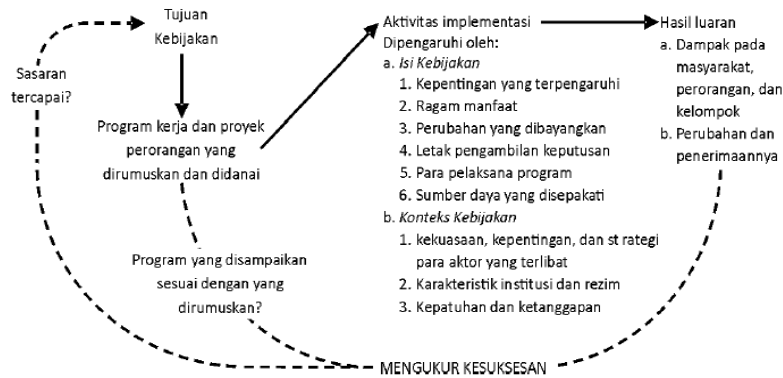 Tujuan
Kebijakan
Sasaran
tercapai?
Program kerja dan proyek
perorangan yang
dirumuskan dan didanai
Program yang disampaikan
sesuai dengan yang
dirumuskan?
Aktivitas implementasi
Dipengaruhi oleh:
a. Isi Kebijakan
1. Kepentingan yang terpengaruhi
2. Ragam manfaat
3. Perubahan yang dibayangkan
4. Letak pengambilan keputusan
5. Para pelaksana program
6. Sumber daya yang disepakati
b. Konteks Kebijakan
1. kekuasaan, kepentingan, dan st rategi
para aktor yang terlibat
2. Karakteristik institusi dan rezim
3. Kepatuhan dan ketanggapan
Hasil luaran
a. Dampak pada
masyarakat,
perorangan, dan
kelompok
b. Perubahan dan
penerimaannya
MENGUKUR KESUKSESAN